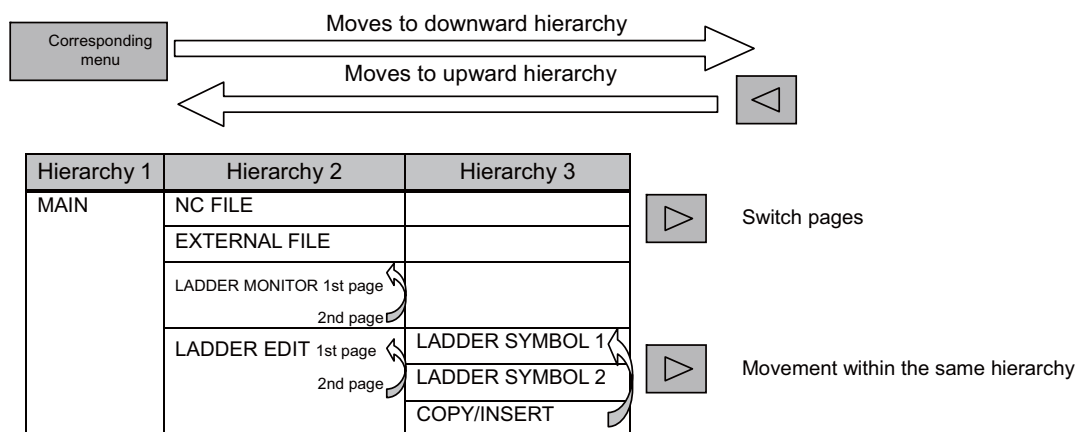 Moves to downward hierarchy
Corresponding
menu
Moves to upward hierarchy
Hierarchy 1 Hierarchy 2 Hierarchy 3
MAIN NC FILE
Switch pages
EXTERNAL FILE
LADDER MONITOR 1st page
2nd page
LADDER EDIT 1st page LADDER SYMBOL 1
2nd page LADDER SYMBOL 2
Movement within the same hierarchy
COPY/INSERT